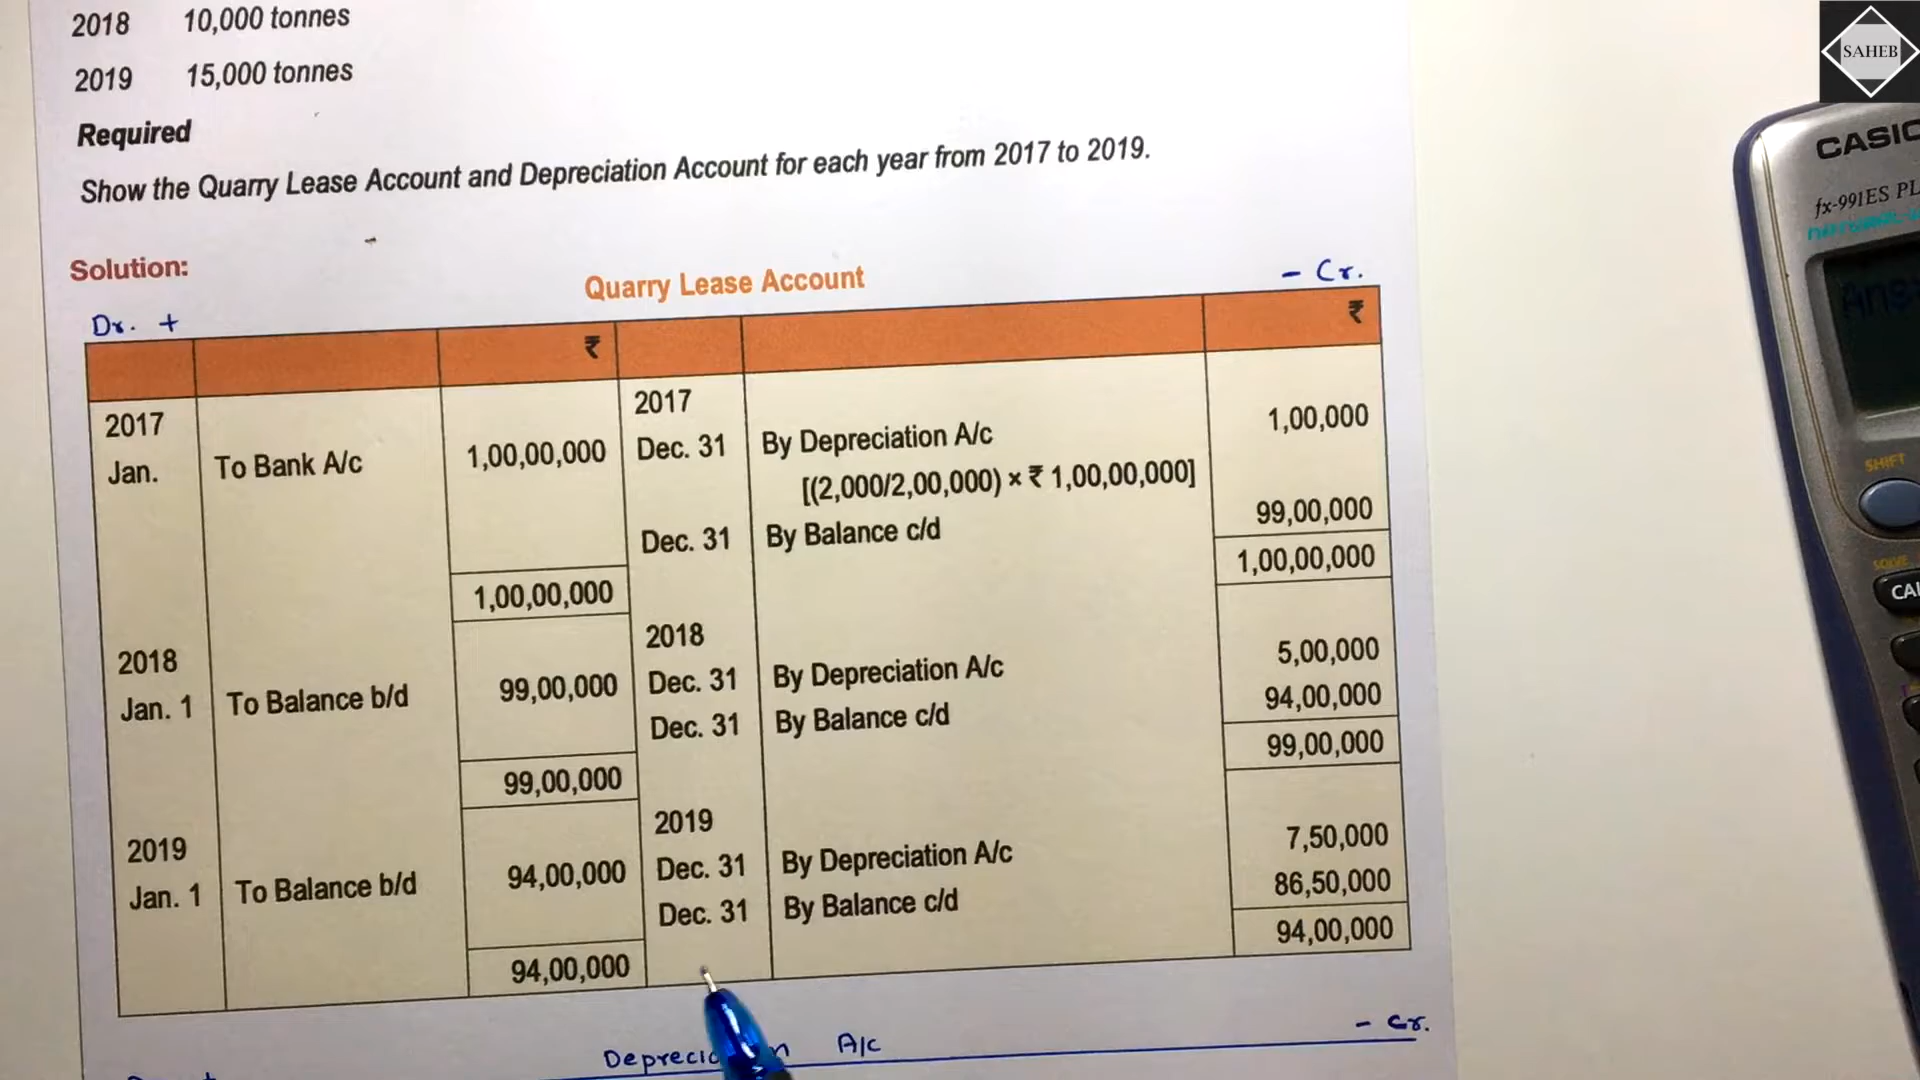 2018 10,000 tonnes
2019 15,000 tonnes
Required
Show the Quarry Lease Account and Depreciation Account for each year from 2017 to 2019.
Solution:
Quarry Lease Account
Dr. +
- Cr.
₹ ₹
2017 2017
Jan. To Bank A/c 1,00,00,000 Dec. 31 By Depreciation A/c 1,00,000
[(2,000/2,00,000) × ₹ 1,00,00,000]
Dec. 31 By Balance c/d 99,00,000
1,00,00,000 1,00,00,000
2018 2018
Jan. 1 To Balance b/d 99,00,000 Dec. 31 By Depreciation A/c 5,00,000
Dec. 31 By Balance c/d 94,00,000
99,00,000 99,00,000
2019 2019
Jan. 1 To Balance b/d 94,00,000 Dec. 31 By Depreciation A/c 7,50,000
Dec. 31 By Balance c/d 86,50,000
94,00,000 94,00,000
A/c
- Cr.
SAHEB
fx-991ES
SHIFT